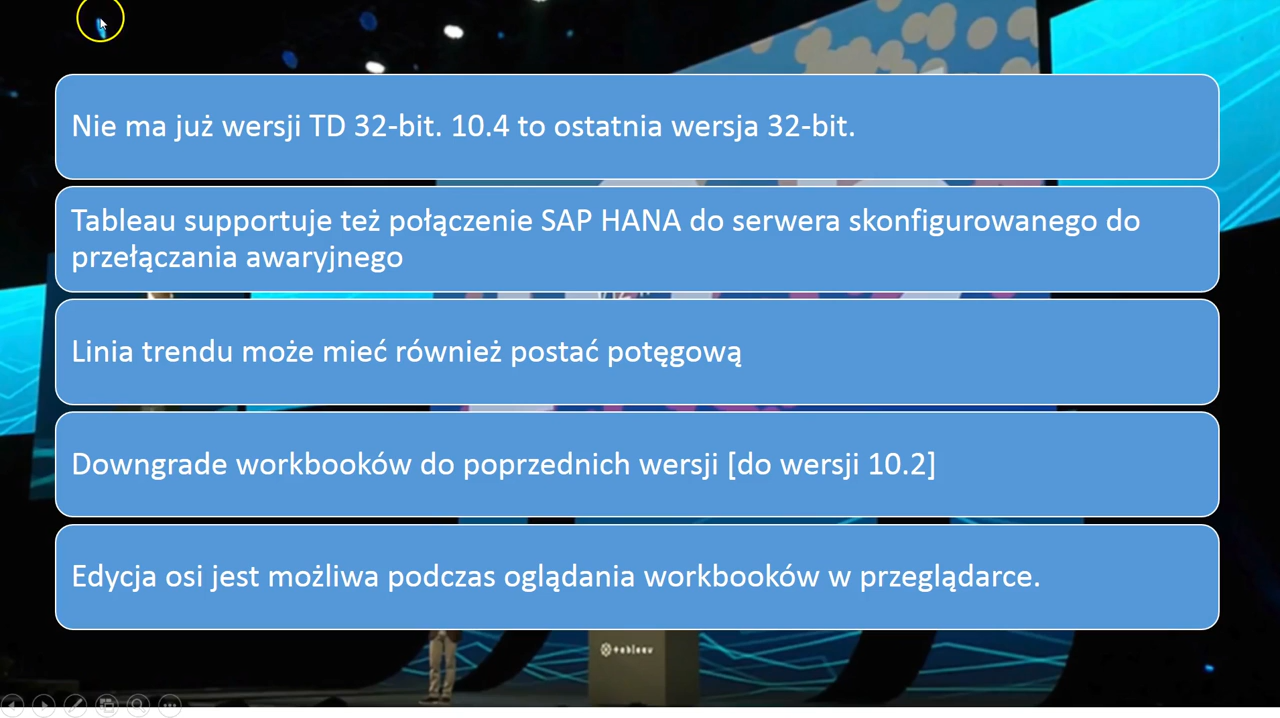 Nie ma już wersji TD 32-bit. 10.4 to ostatnia wersja 32-bit.
Tableau supportuje też połączenie SAP HANA do serwera skonfigurowanego do
przełączania awaryjnego
Linia trendu może mieć również postać potęgową
Downgrade workbooków do poprzednich wersji [do wersji 10.2]
Edycja osi jest możliwa podczas oglądania workbooków w przeglądarce.
+ableau